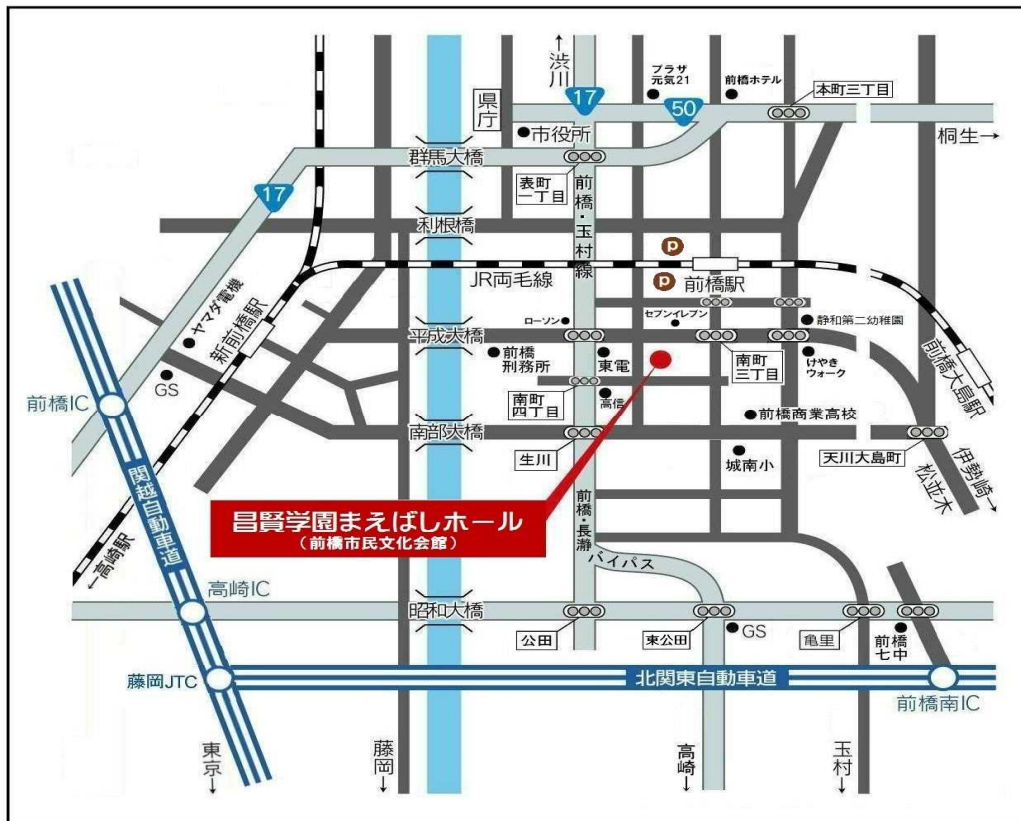 ↑渋川
プラザ
元気21
前橋ホテル
本町三丁目
県庁
17
50
市役所
桐生→
群馬大橋
表町
一丁目
前橋・玉村線
17
利根橋
P
P
JR両毛線
前橋駅
ヤマダ電機
新前橋駅
ローソン
セブンイレブン
静和第二幼稚園
平成大橋
前橋
刑務所
東電
南町
三丁目
けやき
ウォーク
前橋大島駅
GS
前橋IC
南町
四丁目
高信
前橋商業高校
南部大橋
生川
城南小
天川大島町
伊勢崎→
松並木
関越自動車道
昌賢学園まえばしホール
(前橋市民文化会館)
前橋・長瀞
バイパス
←高崎駅
高崎IC
昭和大橋
公田
東公田
GS
亀里
前橋
七中
藤岡JTC
北関東自動車道
前橋南IC
東京→
藤岡→
高崎→
玉村→